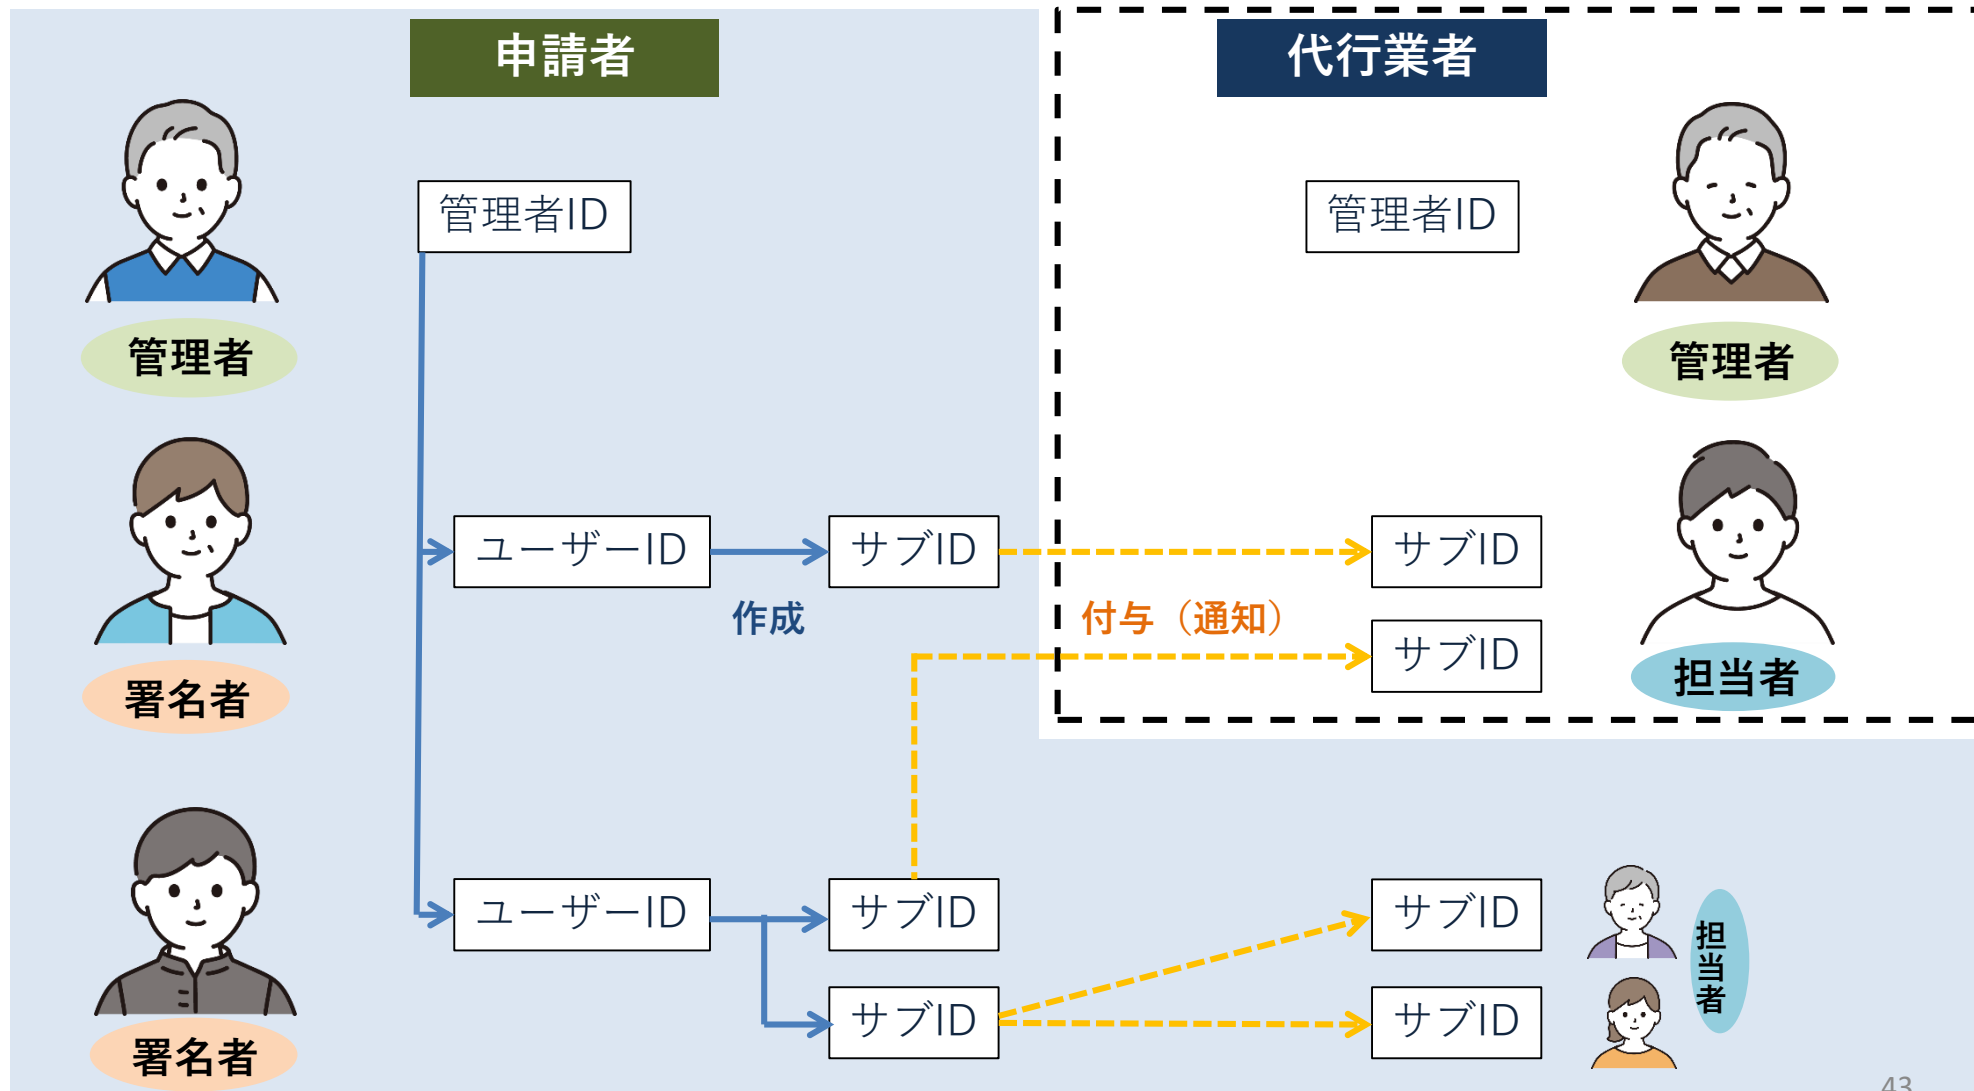 申請者
代行業者
管理者ID
管理者ID
管理者
管理者
ユーザーID
サブID
サブID
作成
付与（通知）
サブID
署名者
担当者
ユーザーID
サブID
サブID
担当者
サブID
サブID
署名者
43